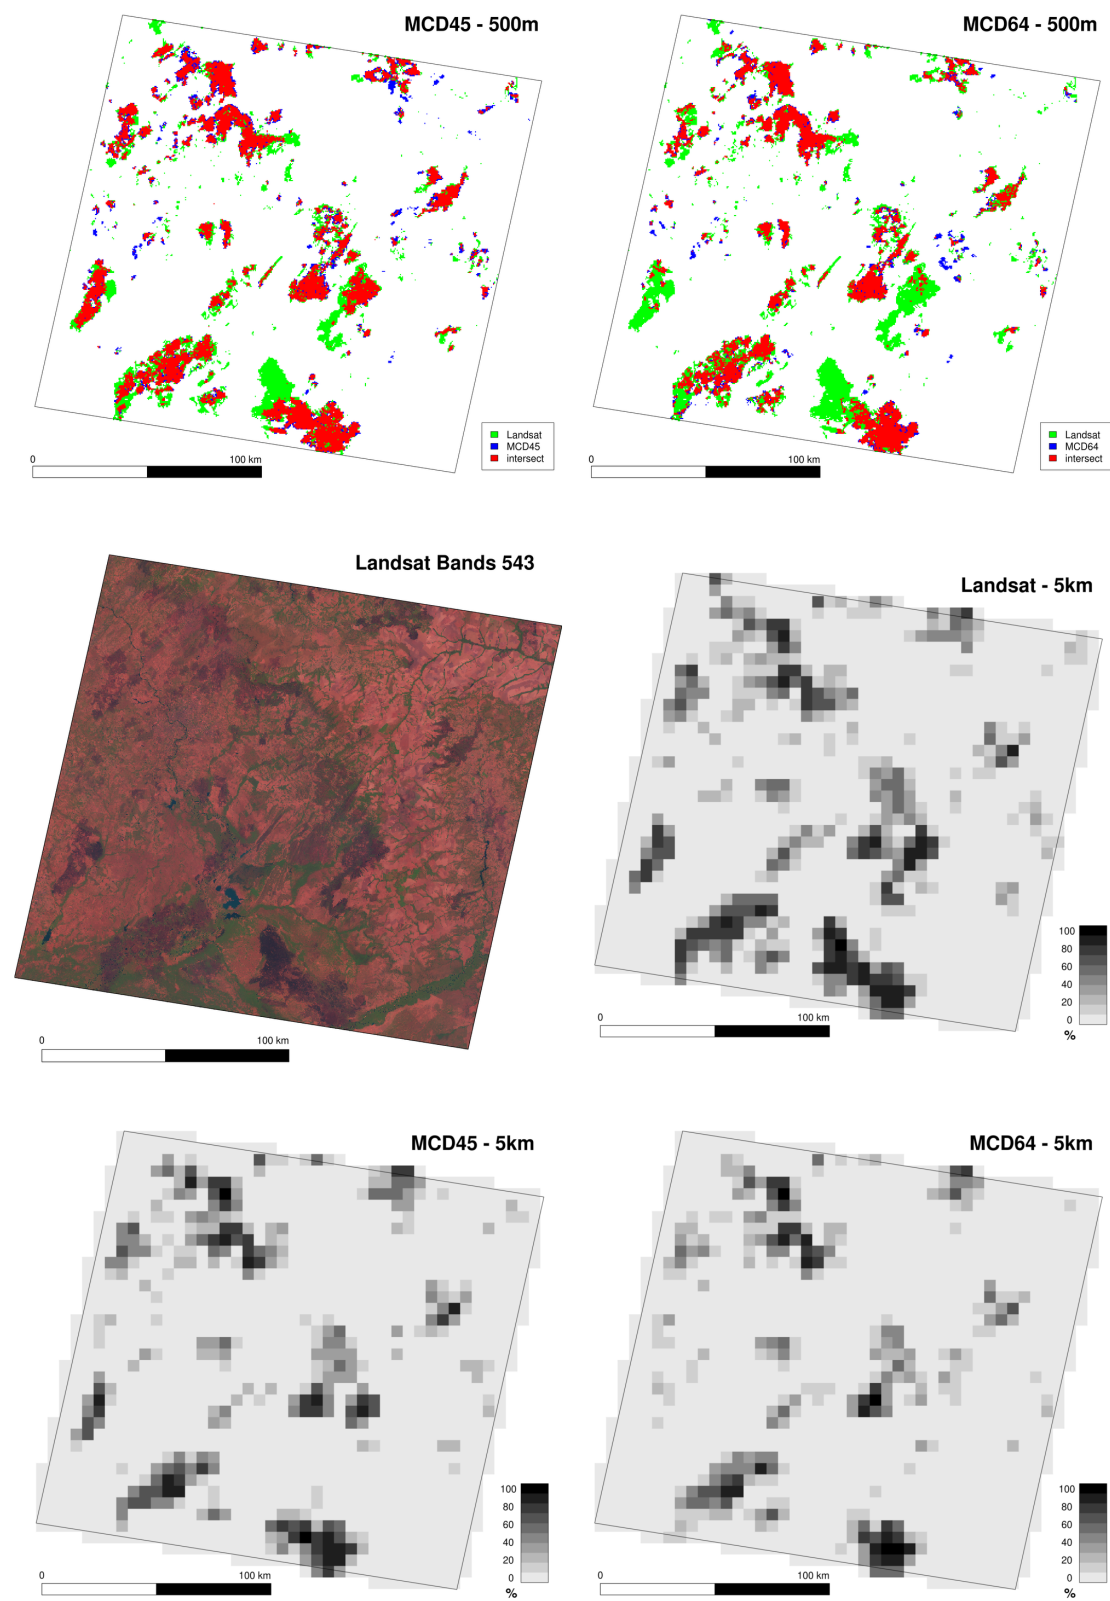 MCD45 - 500m
Landsat
MCD45
intersect
0 100 km
MCD64 - 500m
Landsat
MCD64
intersect
0 100 km
Landsat Bands 543
0 100 km
Landsat - 5km
100
80
60
40
20
0
%
0 100 km
MCD45 - 5km
100
80
60
40
20
0
%
0 100 km
MCD64 - 5km
100
80
60
40
20
0
%
0 100 km